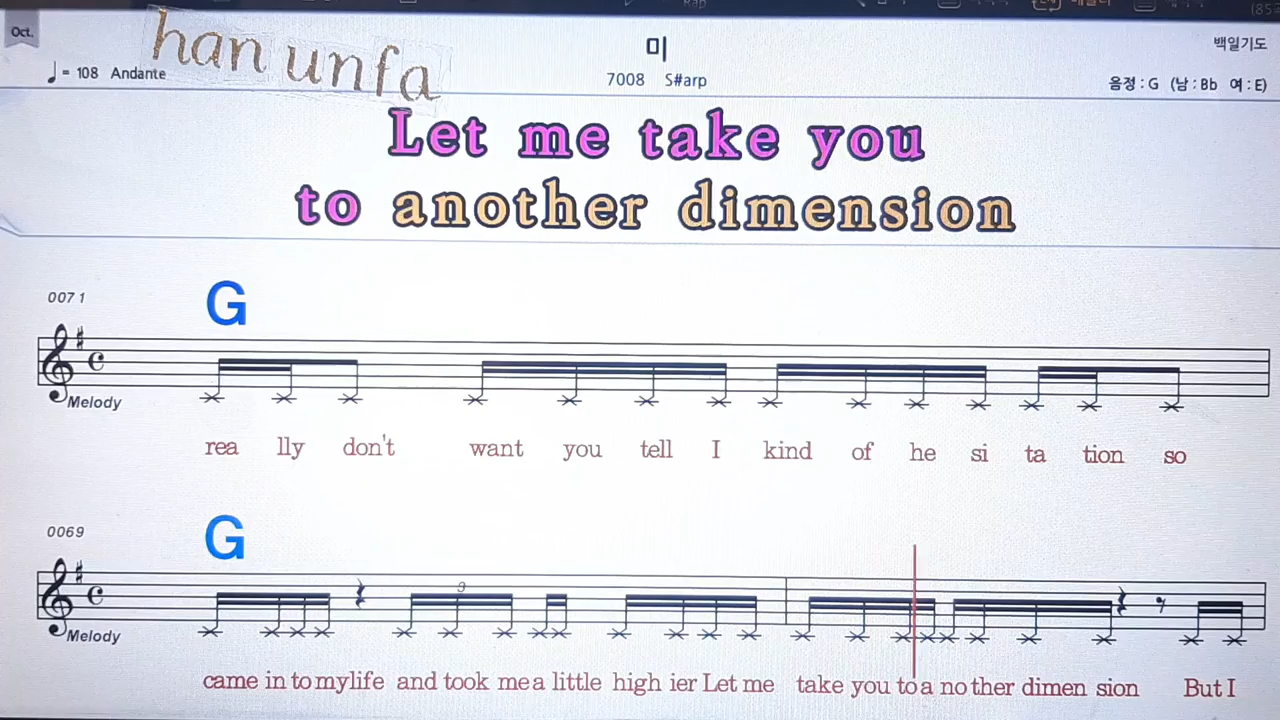 Rap
Oct.
han unfa
미
백일기도
♩ = 108 Andante
7008 S#arp
음정 : G (남 : Bb 여 : E)
Let me take you
to another dimension
0071
G
Melody
rea lly don't want you tell I kind of he si ta tion so
0069
G
3
Melody
came in to my life and took me a little high ier Let me take you to a no ther dimen sion But I